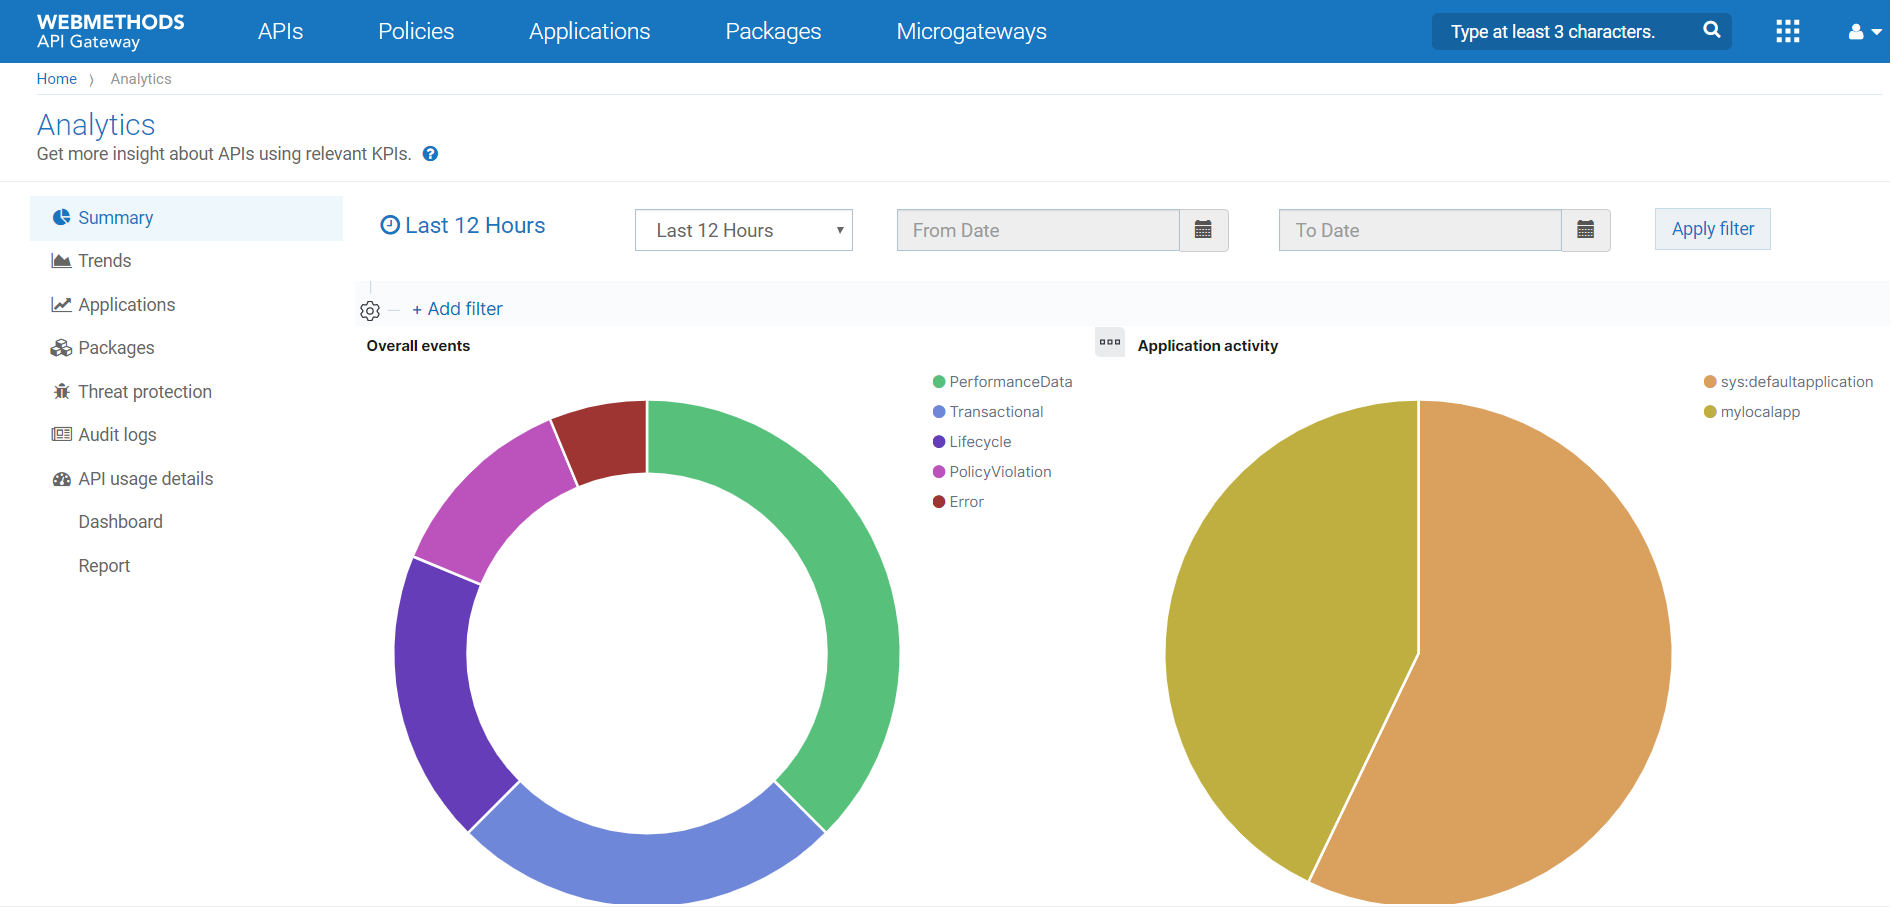 WEBMETHODS
API Gateway
APIs
Policies
Applications
Packages
Microgateways
Type at least 3 characters.
Home
Analytics
Analytics
Get more insight about APIs using relevant KPIs.
Summary
Trends
Applications
Packages
Threat protection
Audit logs
API usage details
Dashboard
Report
Last 12 Hours
Last 12 Hours
From Date
To Date
Apply filter
+ Add filter
Overall events
PerformanceData
Transactional
Lifecycle
PolicyViolation
Error
Application activity
sys:defaultapplication
mylocalapp